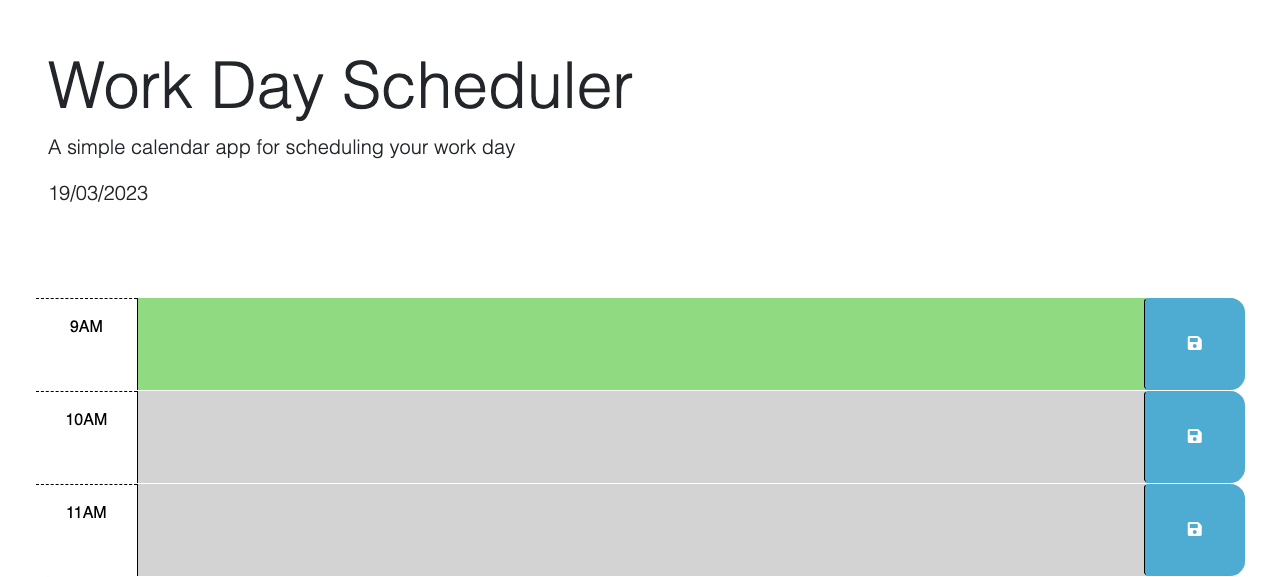 Work Day Scheduler
A simple calendar app for scheduling your work day
19/03/2023
9AM
10AM
11AM